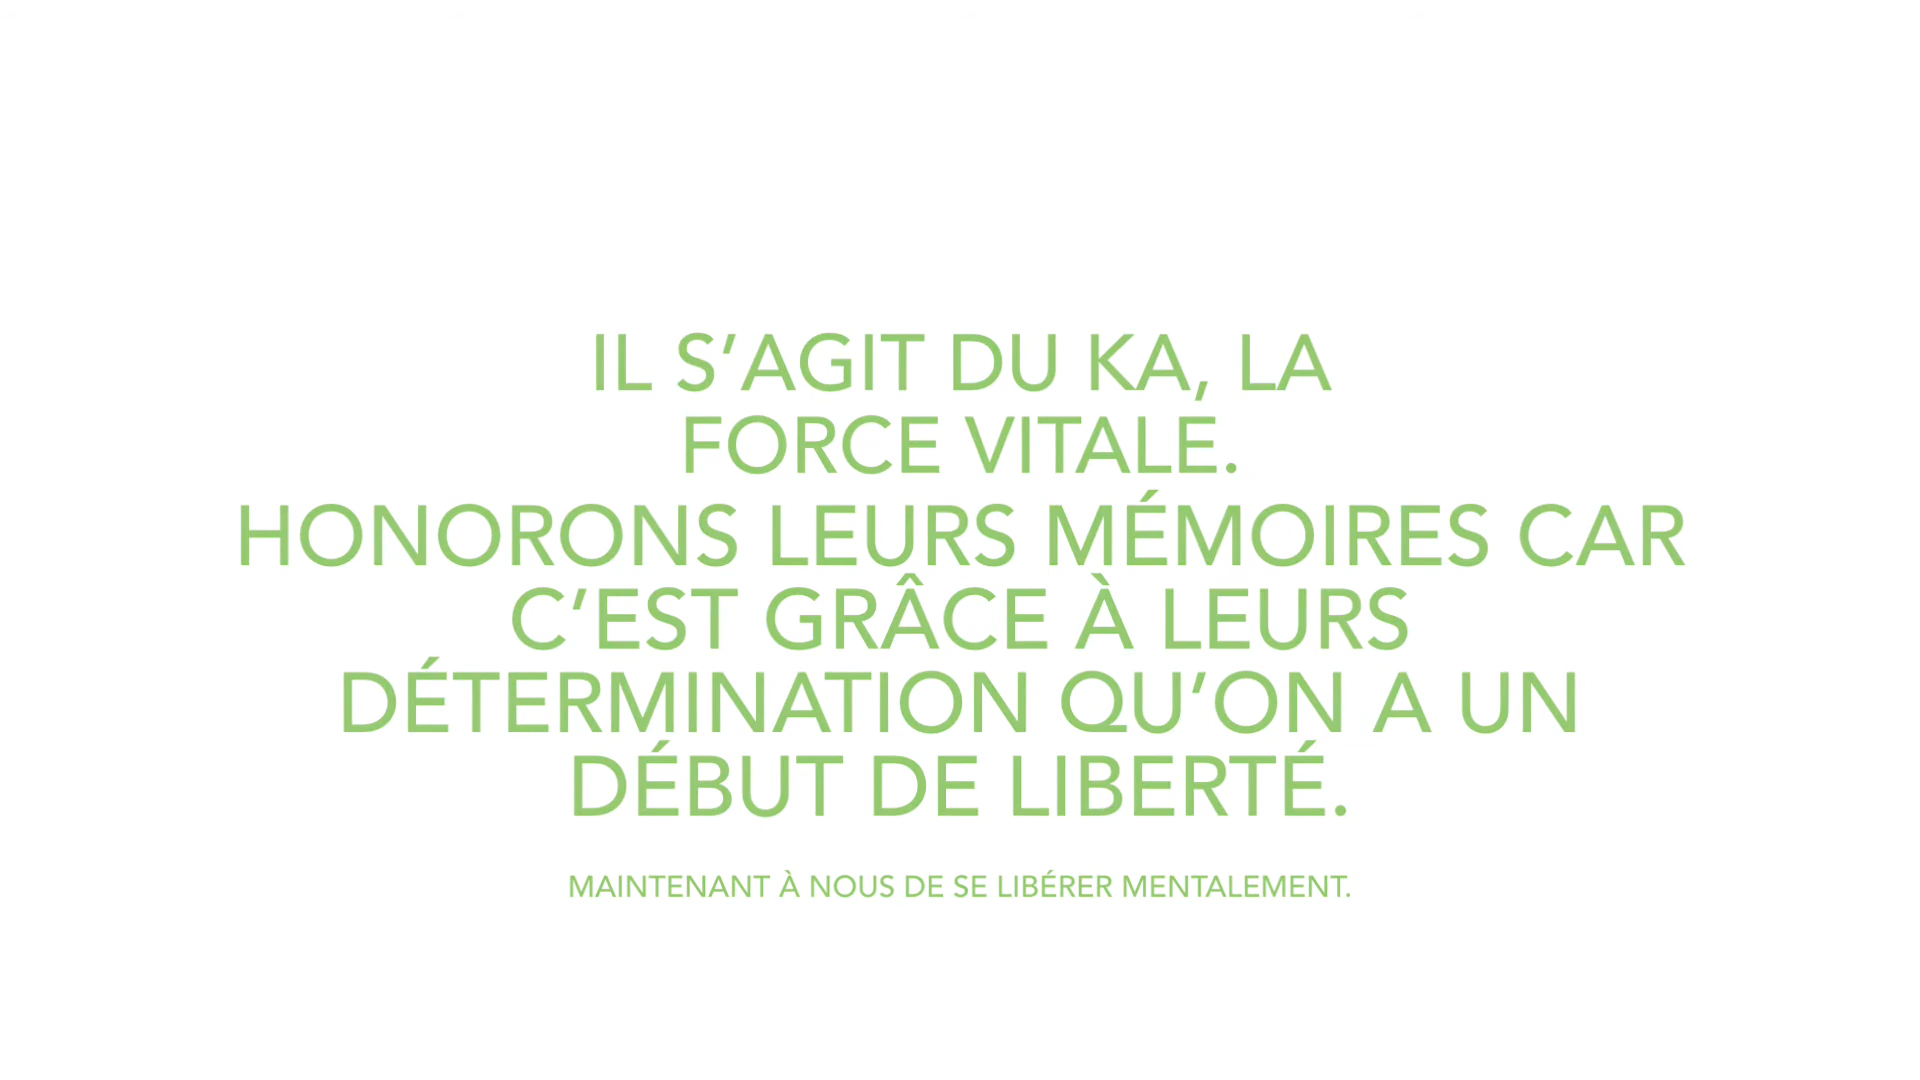 IL S’AGIT DU KA, LA
FORCE VITALE.
HONORONS LEURS MÉMOIRES CAR
C’EST GRÂCE À LEURS
DÉTERMINATION QU’ON A UN
DÉBUT DE LIBERTÉ.
MAINTENANT À NOUS DE SE LIBÉRER MENTALEMENT.